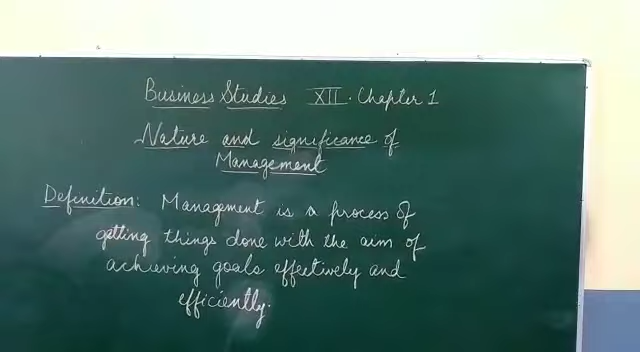 Business Studies XII. Chapter 1
Nature and significance of
Management
Definition: Management is a process of
getting things done with the aim of
achieving goals effectively and
efficiently.